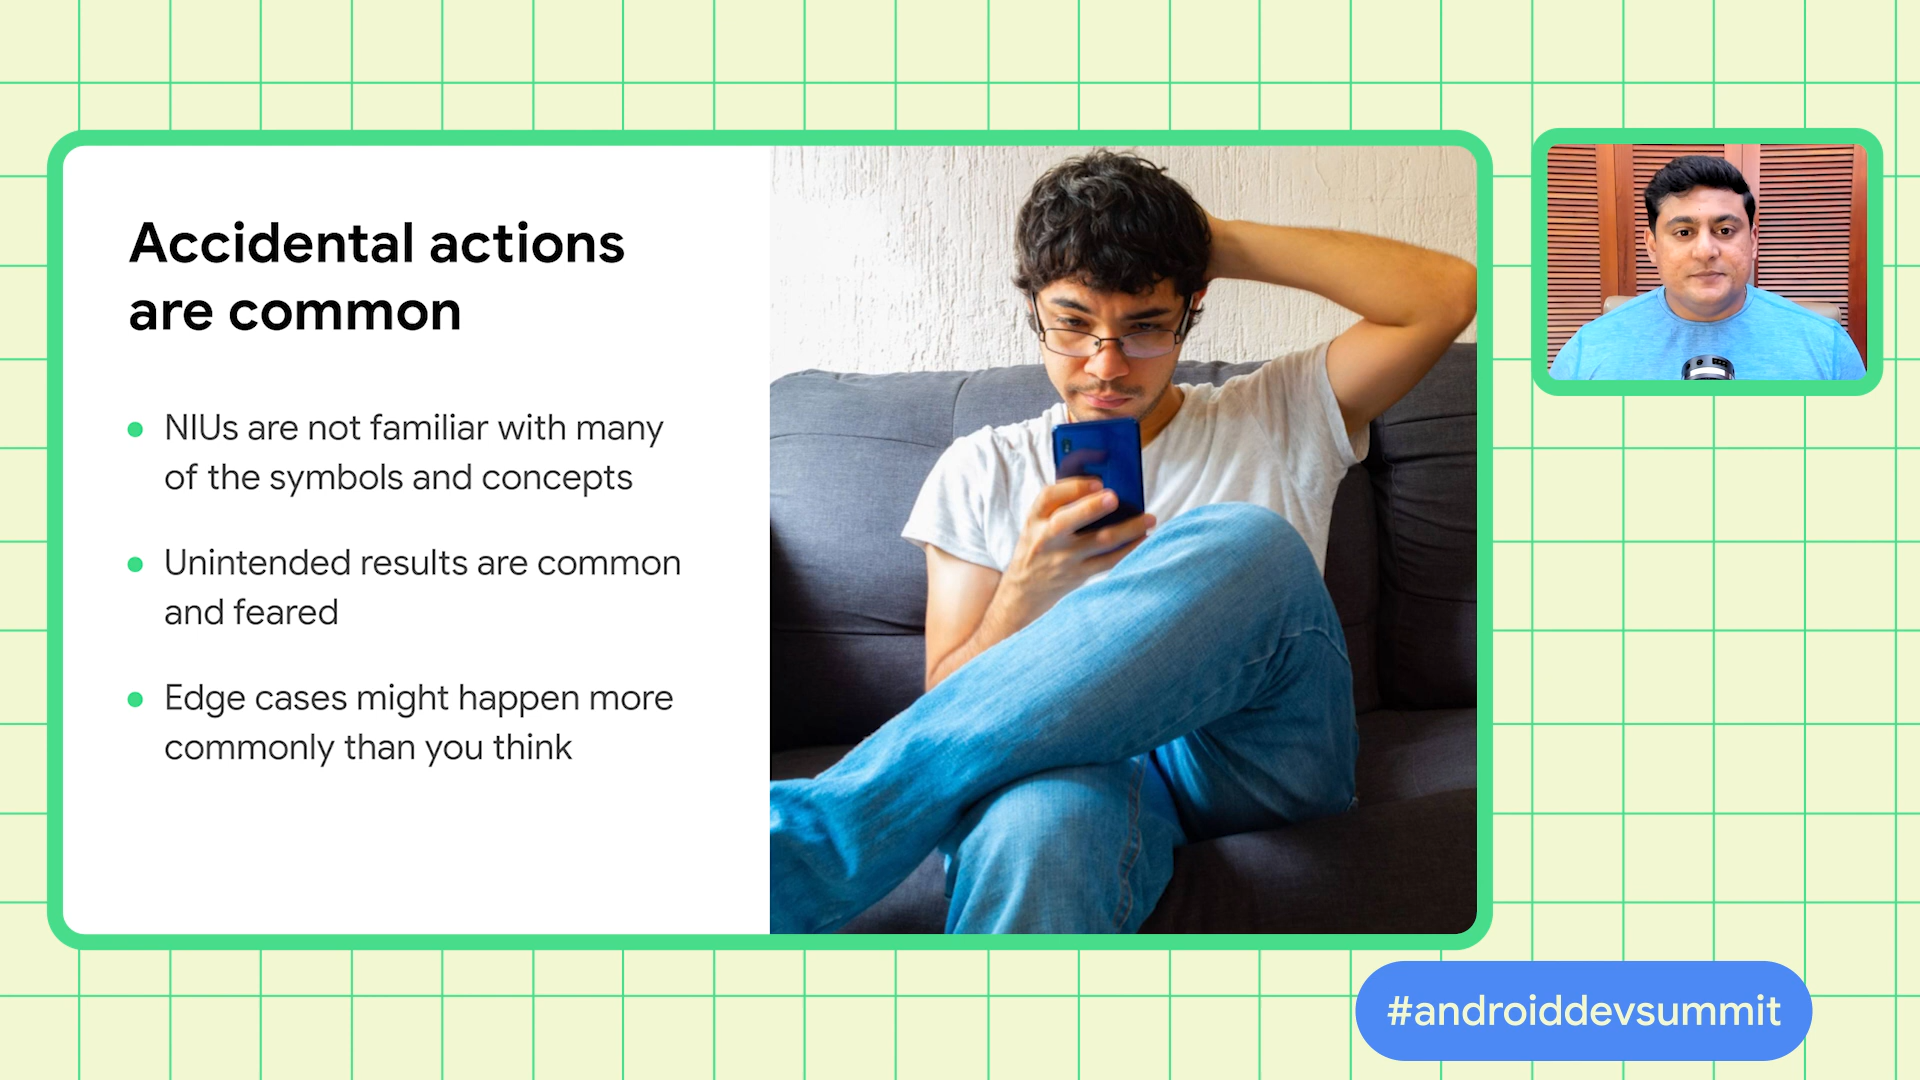 Accidental actions
are common
NIUs are not familiar with many
of the symbols and concepts
Unintended results are common
and feared
Edge cases might happen more
commonly than you think
#androiddevsummit